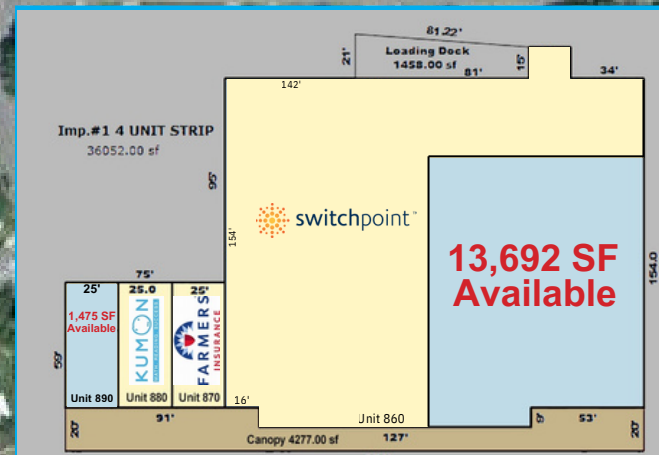 81.22'
21'
Loading Dock
1458.00 sf
81'
15'
34'
142'
Imp.#1 4 UNIT STRIP
36052.00 sf
95'
switchpoint
154'
13,692 SF
Available
154.0
75'
25'
25.0
25'
1,475 SF
Available
KUMON
FARMERS
INSURANCE
59'
Unit 890
Unit 880
Unit 870
16'
91'
Unit 860
8'
53'
20'
Canopy 4277.00 sf
127'
20'